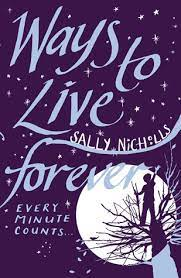 Ways to
Live
SALLY NICHOLLS
forever
EVERY
MINUTE
COUNTS...